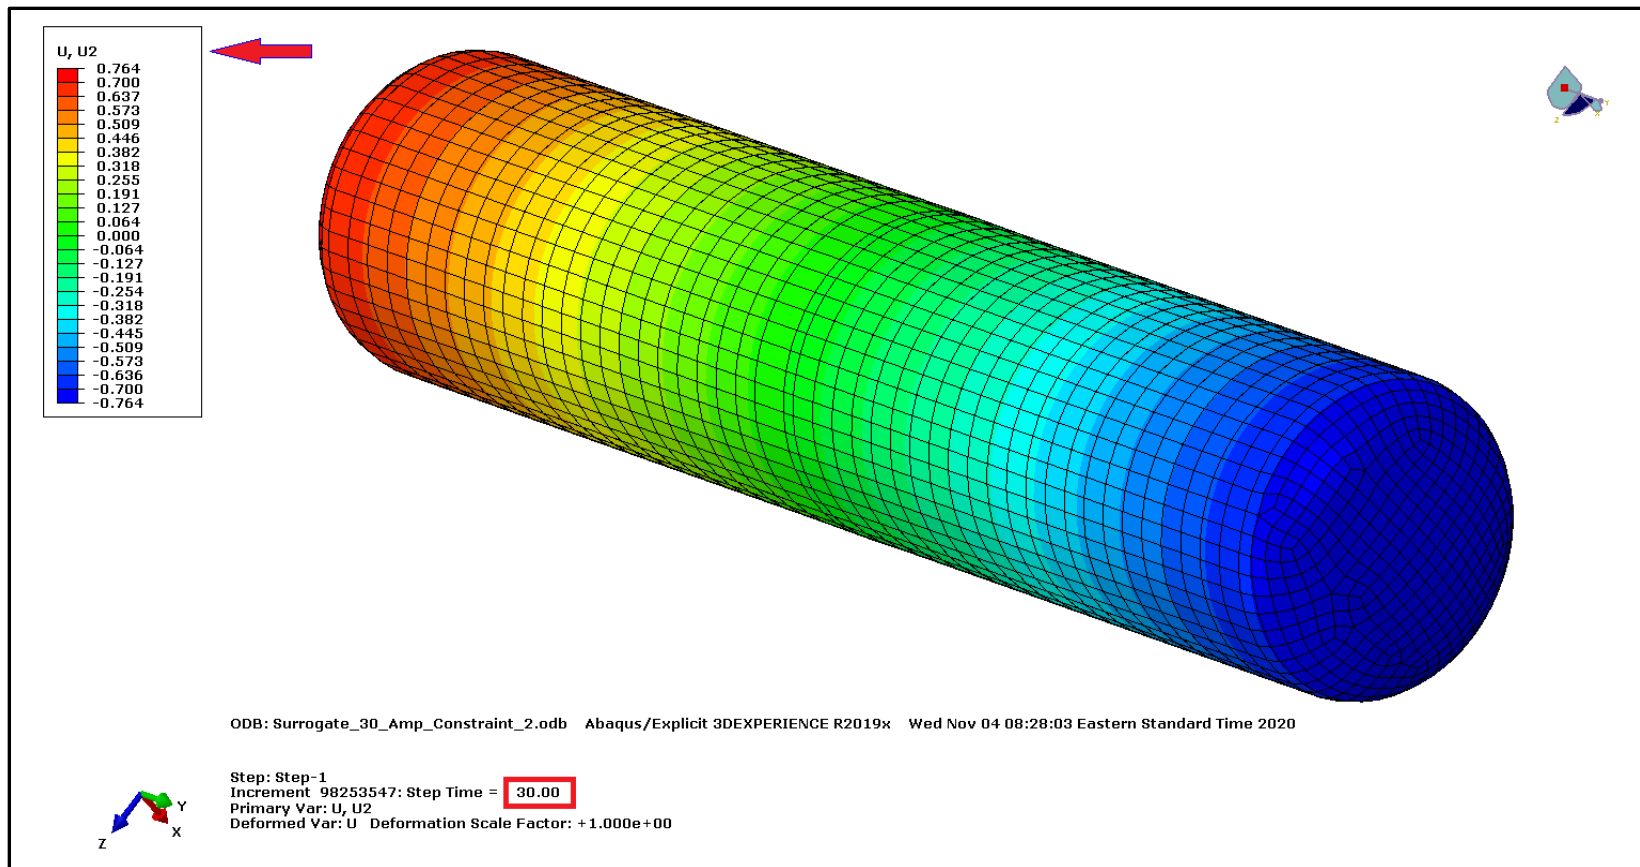 U, U2
0.764
0.700
0.637
0.573
0.509
0.446
0.382
0.318
0.255
0.191
0.127
0.064
0.000
-0.064
-0.127
-0.191
-0.254
-0.318
-0.382
-0.445
-0.509
-0.573
-0.636
-0.700
-0.764
Y
Z
X
ODB: Surrogate_30_Amp_Constraint_2.odb Abaqus/Explicit 3DEXPERIENCE R2019x Wed Nov 04 08:28:03 Eastern Standard Time 2020
Step: Step-1
Increment 98253547: Step Time = 30.00
Primary Var: U, U2
Deformed Var: U Deformation Scale Factor: +1.000e+00
Y
X
Z